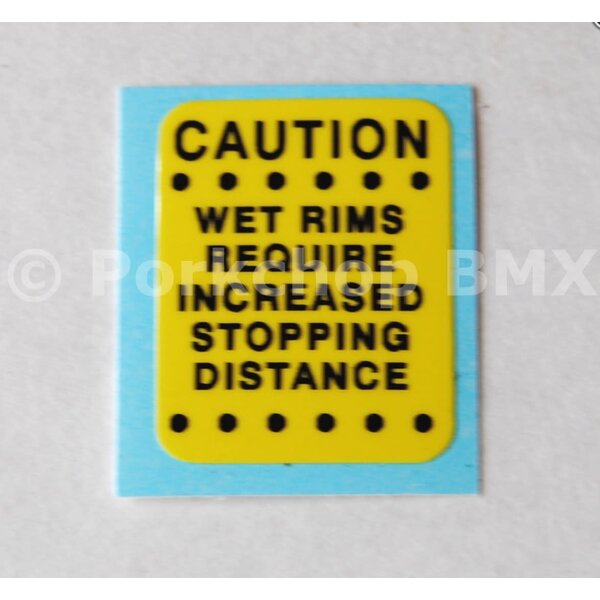 CAUTION
WET RIMS
REQUIRE
© Porkchop BMX
INCREASED
STOPPING
DISTANCE